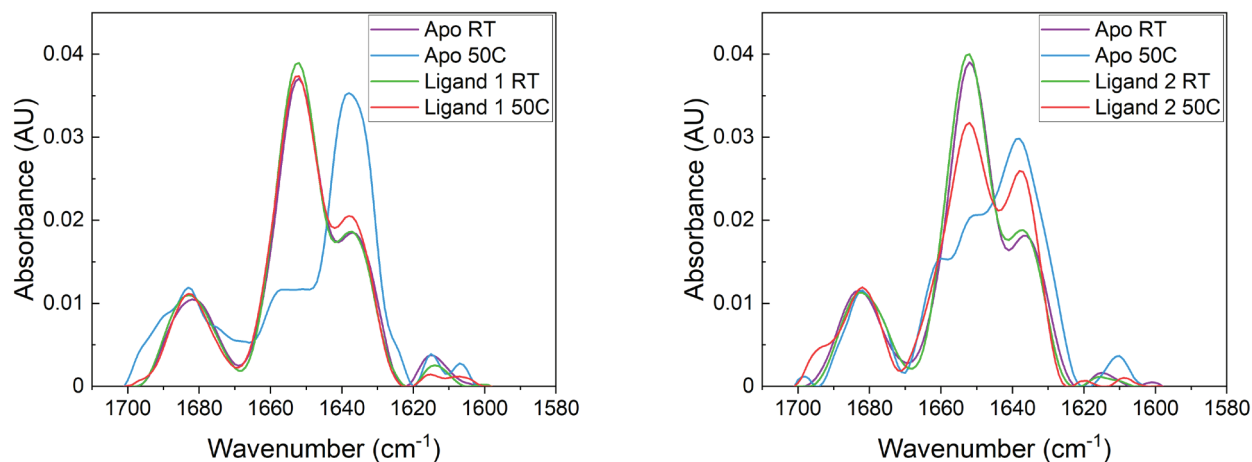 Apo RT
Apo 50C
Ligand 1 RT
Ligand 1 50C
0.04
0.03
0.02
0.01
0
Absorbance (AU)
1700 1680 1660 1640 1620 1600 1580
Wavenumber (cm⁻¹)
Apo RT
Apo 50C
Ligand 2 RT
Ligand 2 50C
0.04
0.03
0.02
0.01
0
Absorbance (AU)
1700 1680 1660 1640 1620 1600 1580
Wavenumber (cm⁻¹)